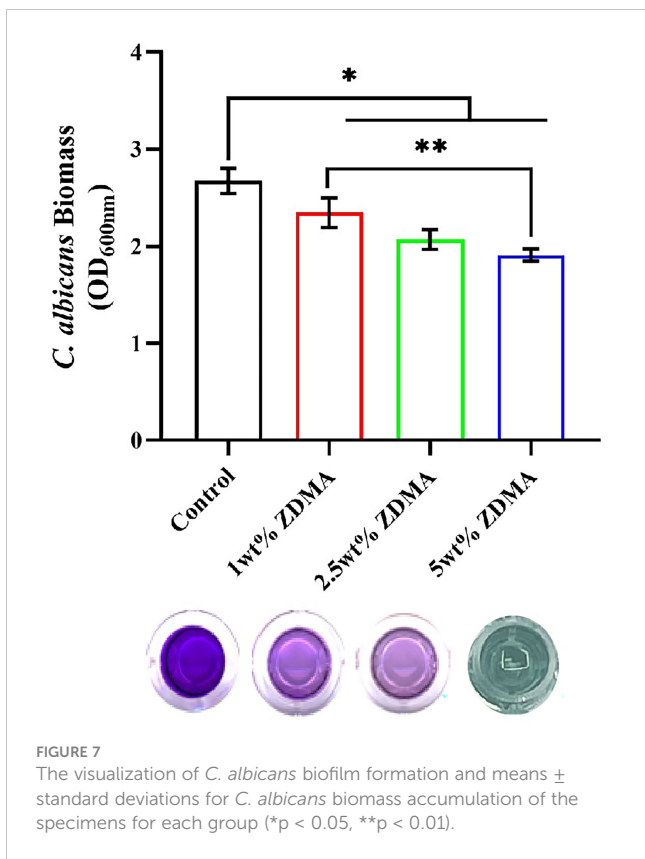 4
*
3
**
2
1
0
C. albicans Biomass
(OD600nm)
Control
1wt% ZDMA
2.5wt% ZDMA
5wt% ZDMA
FIGURE 7
The visualization of C. albicans biofilm formation and means ±
standard deviations for C. albicans biomass accumulation of the
specimens for each group (*p < 0.05, **p < 0.01).